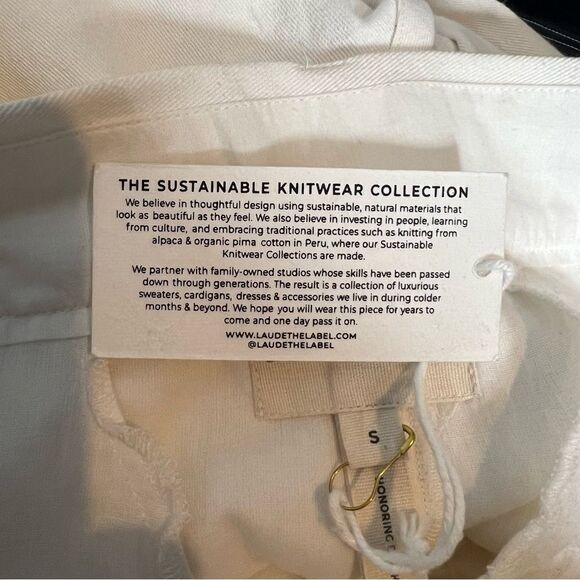 THE SUSTAINABLE KNITWEAR COLLECTION
We believe in thoughtful design using sustainable, natural materials that
look as beautiful as they feel. We also believe in investing in people, learning
from culture, and embracing traditional practices such as knitting from
alpaca & organic pima cotton in Peru, where our Sustainable
Knitwear Collections are made.
We partner with family-owned studios whose skills have been passed
down through generations. The result is a collection of luxurious
sweaters, cardigans, dresses & accessories we live in during colder
months & beyond. We hope you will wear this piece for years to
come and one day pass it on.
WWW.LAUDETHELABEL.COM
@LAUDETHELABEL
S
HONORING